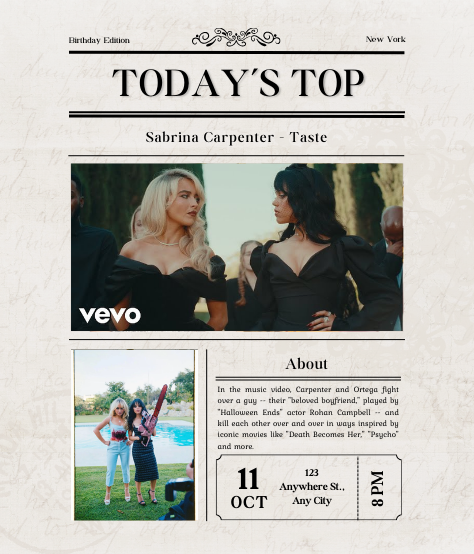 Birthday Edition
New York
TODAY'S TOP
Sabrina Carpenter - Taste
vevo
About
In the music video, Carpenter and Ortega fight
over a guy -- their "beloved boyfriend," played by
"Halloween Ends" actor Rohan Campbell -- and
kill each other over and over in ways inspired by
iconic movies like "Death Becomes Her," "Psycho"
and more.
11
OCT
123
Anywhere St.,
Any City
8 PM